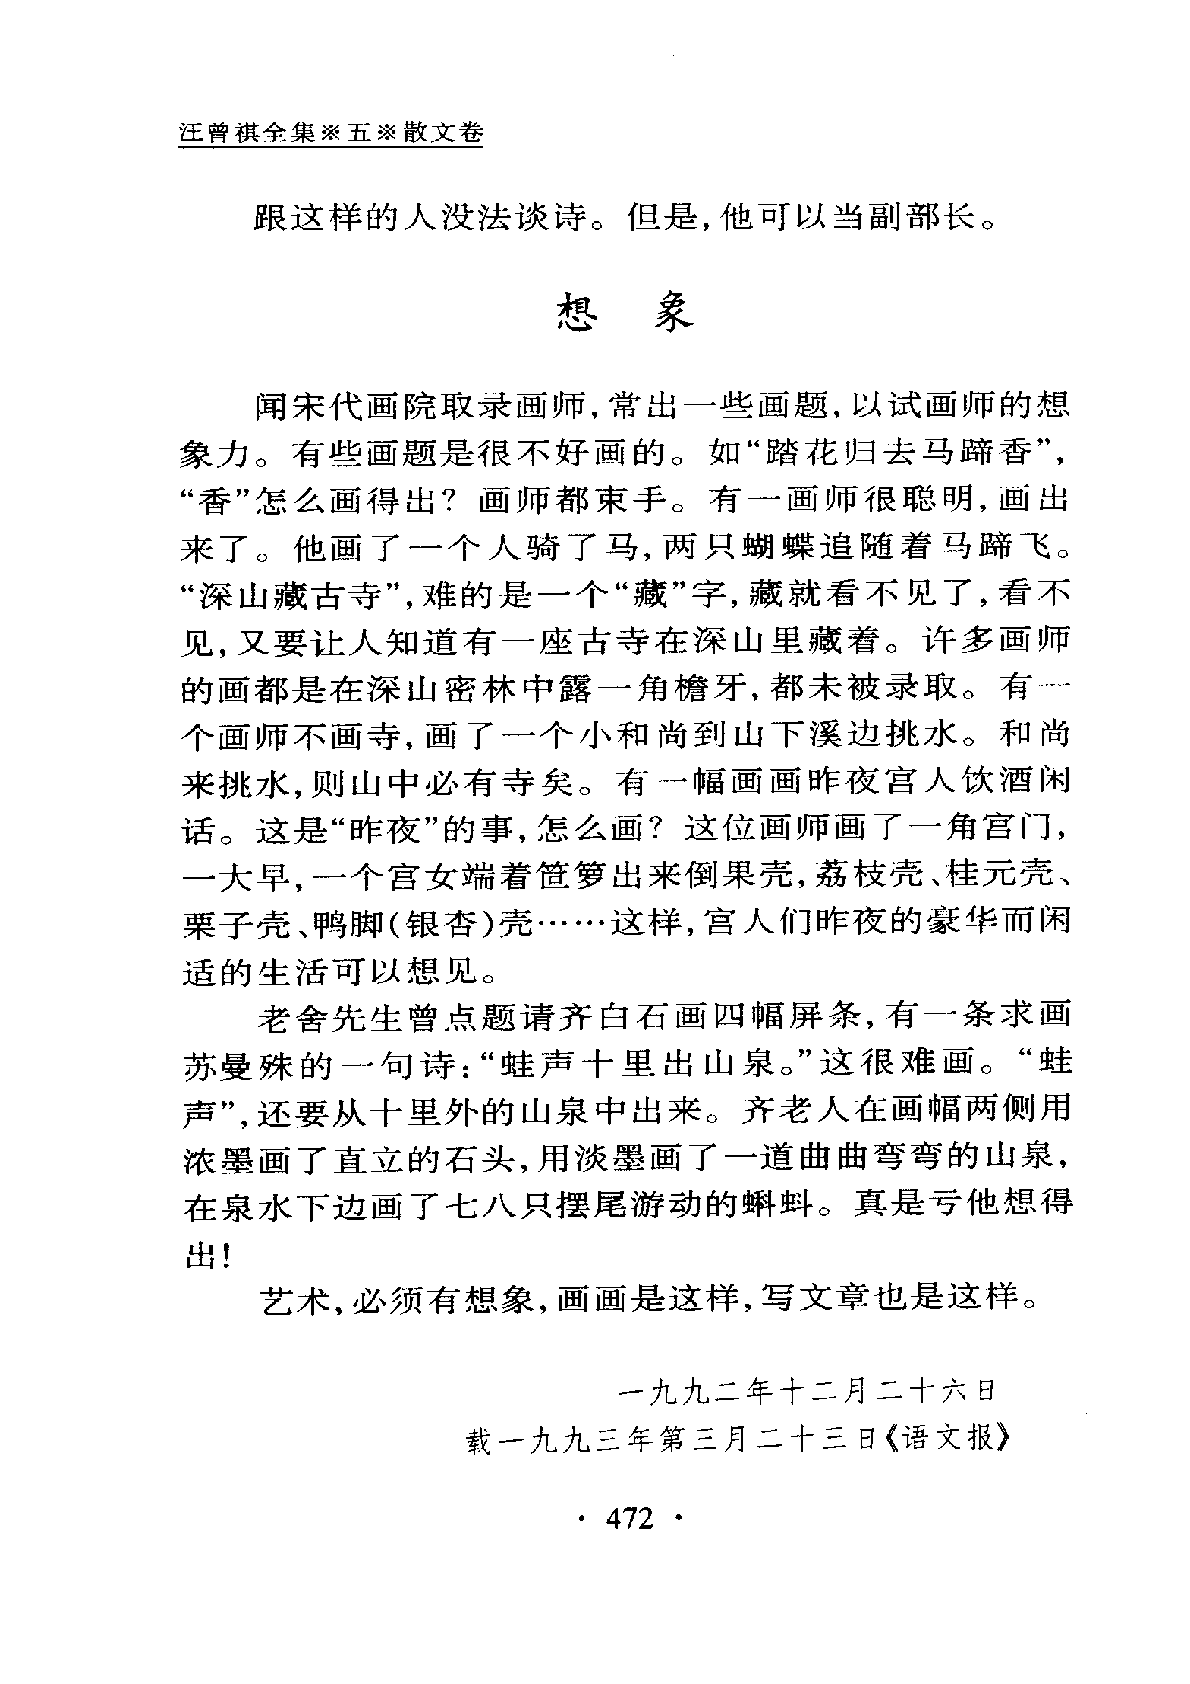 汪曾祺全集※五※散文卷
跟这样的人没法谈诗。但是,他可以当副部长。
想 象
闻宋代画院取录画师,常出一些画题,以试画师的想
象力。有些画题是很不好画的。如“踏花归去马蹄香”,
“香”怎么画得出?画师都束手。有一画师很聪明,画出
来了。他画了一个人骑了马,两只蝴蝶追随着马蹄飞。
“深山藏古寺”,难的是一个“藏”字,藏就看不见了,看不
见,又要让人知道有一座古寺在深山里藏着。许多画师
的画都是在深山密林中露一角檐牙,都未被录取。有一
个画师不画寺,画了一个小和尚到山下溪边挑水。和尚
来挑水,则山中必有寺矣。有一幅画画昨夜宫人饮酒闲
话。这是“昨夜”的事,怎么画?这位画师画了一角宫门,
一大早,一个宫女端着笸箩出来倒果壳,荔枝壳、桂元壳、
栗子壳、鸭脚(银杏)壳……这样,宫人们昨夜的豪华而闲
适的生活可以想见。
老舍先生曾点题请齐白石画四幅屏条,有一条求画
苏曼殊的一句诗:“蛙声十里出山泉。”这很难画。“蛙
声”,还要从十里外的山泉中出来。齐老人在画幅两侧用
浓墨画了直立的石头,用淡墨画了一道曲曲弯弯的山泉,
在泉水下边画了七八只摆尾游动的蝌蚪。真是亏他想得
出!
艺术,必须有想象,画画是这样,写文章也是这样。
一九九二年十二月二十六日
载一九九三年第三月二十三日《语文报》
· 472 ·